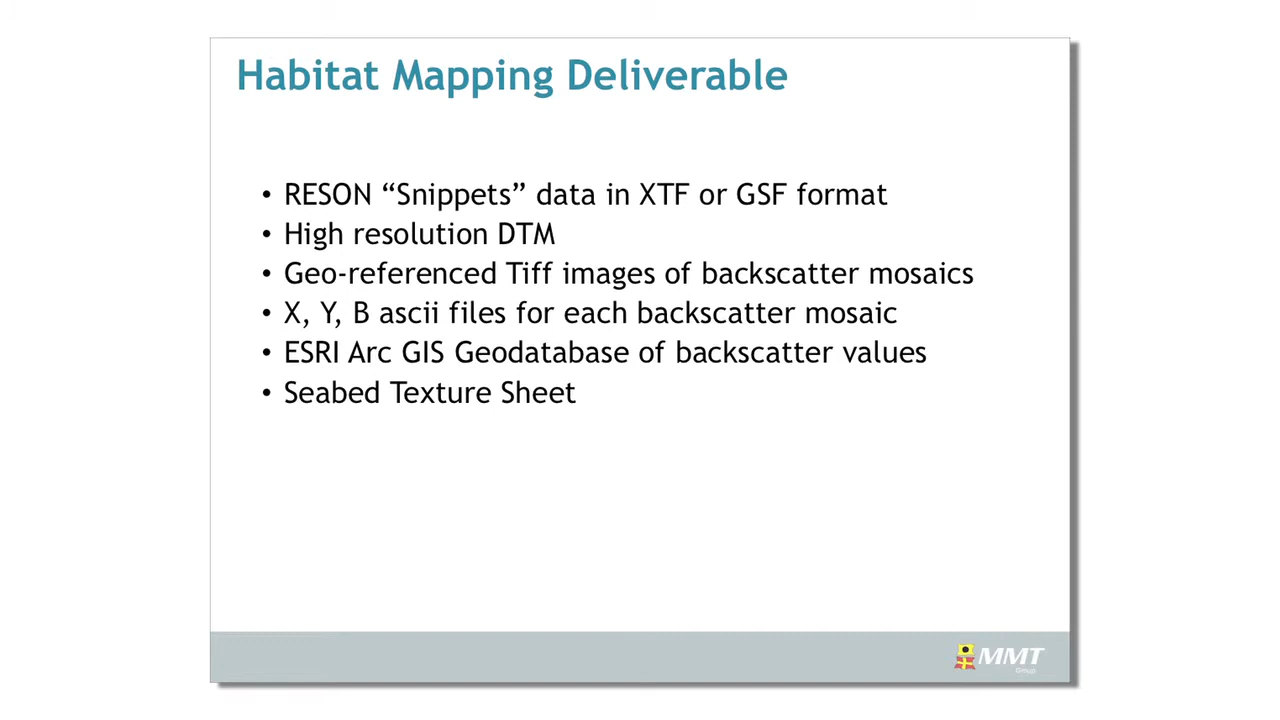 Habitat Mapping Deliverable
• RESON “Snippets” data in XTF or GSF format
• High resolution DTM
• Geo-referenced Tiff images of backscatter mosaics
• X, Y, B ascii files for each backscatter mosaic
• ESRI Arc GIS Geodatabase of backscatter values
• Seabed Texture Sheet
MMT
Group